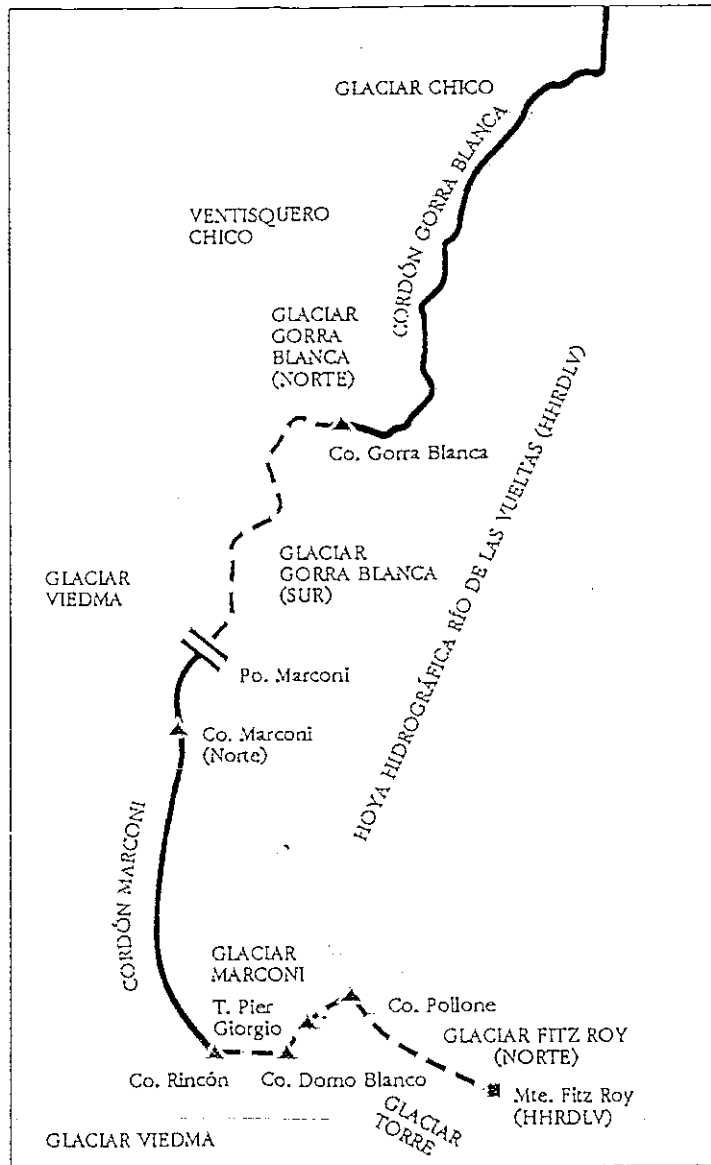 GLACIAR CHICO
CORDÓN GORRA BLANCA
VENTISQUERO
CHICO
GLACIAR
GORRA
BLANCA
(NORTE)
Co. Gorra Blanca
HOYA HIDROGRÁFICA RÍO DE LAS VUELTAS (HHRDLV)
GLACIAR
GORRA BLANCA
(SUR)
GLACIAR
VIEDMA
Po. Marconi
Co. Marconi
(Norte)
CORDÓN MARCONI
GLACIAR
MARCONI
T. Pier
Giorgio
Co. Pollone
GLACIAR FITZ ROY
(NORTE)
Co. Rincón
Co. Domo Blanco
Mte. Fitz Roy
(HHRDLV)
GLACIAR
TORRE
GLACIAR VIEDMA